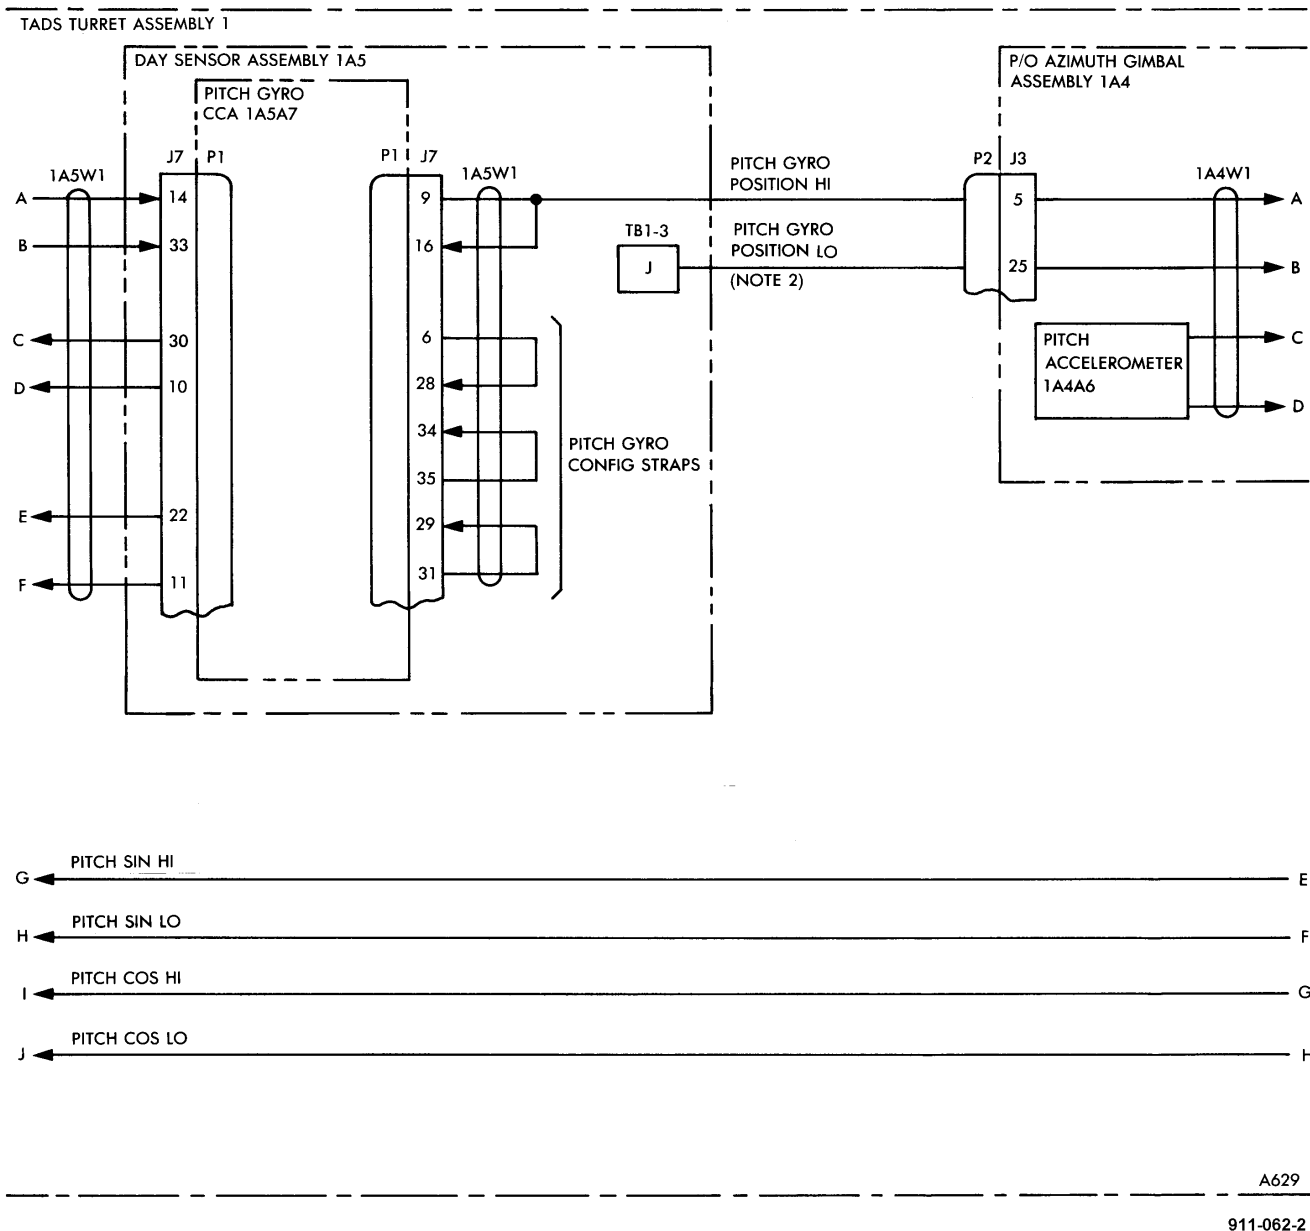 TADS TURRET ASSEMBLY 1
DAY SENSOR ASSEMBLY 1A5
P/O AZIMUTH GIMBAL
ASSEMBLY 1A4
PITCH GYRO
CCA 1A5A7
1A5W1
J7 P1
P1 J7
1A5W1
PITCH GYRO
POSITION HI
P2 J3
1A4W1
A
14
9
5
A
B
33
16
TB1-3
J
PITCH GYRO
POSITION LO
(NOTE 2)
25
B
C
30
6
PITCH
ACCELEROMETER
1A4A6
C
D
10
28
D
34
PITCH GYRO
CONFIG STRAPS
35
E
22
29
F
11
31
G
PITCH SIN HI
E
H
PITCH SIN LO
F
I
PITCH COS HI
G
J
PITCH COS LO
H
A629
911-062-2